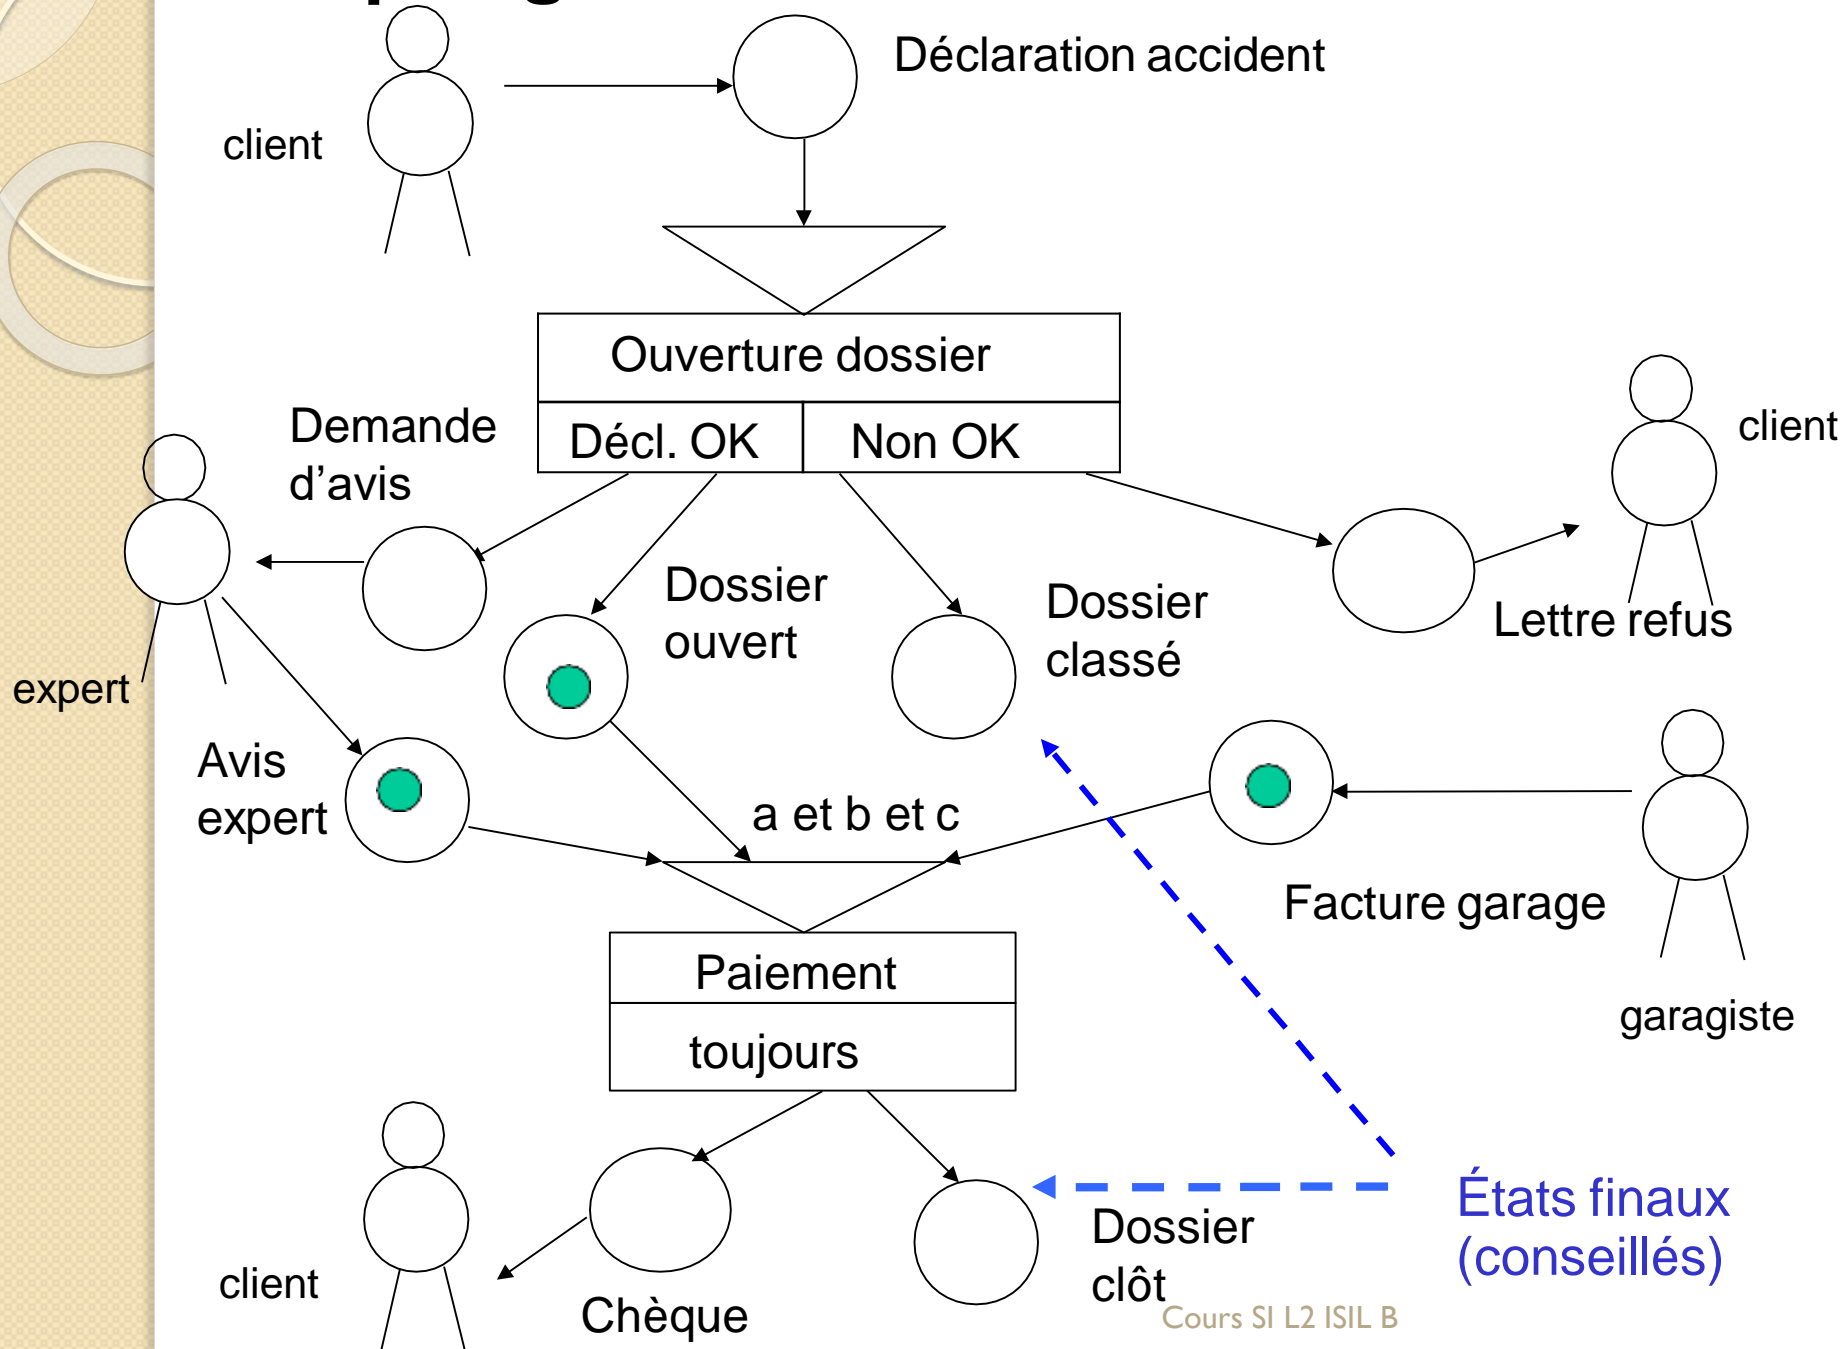 Déclaration accident
client
Ouverture dossier
Décl. OK
Non OK
Demande
d’avis
client
Dossier
ouvert
Dossier
classé
Lettre refus
expert
Avis
expert
a et b et c
Facture garage
Paiement
toujours
garagiste
États finaux
(conseillés)
Dossier
clôt
client
Chèque
Cours SI L2 ISIL B